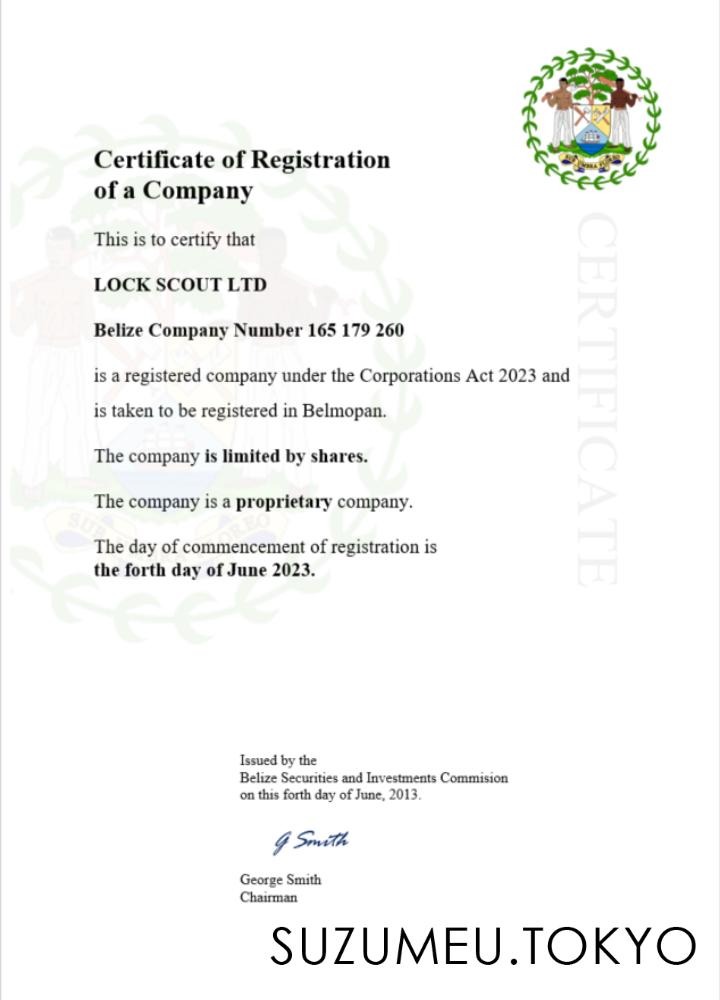 Certificate of Registration
of a Company
This is to certify that
LOCK SCOUT LTD
Belize Company Number 165 179 260
is a registered company under the Corporations Act 2023 and
is taken to be registered in Belmopan.
The company is limited by shares.
The company is a proprietary company.
The day of commencement of registration is
the forth day of June 2023.
CERTIFICATE
Issued by the
Belize Securities and Investments Commision
on this forth day of June, 2013.
G Smith
George Smith
Chairman
SUZUMEU.TOKYO